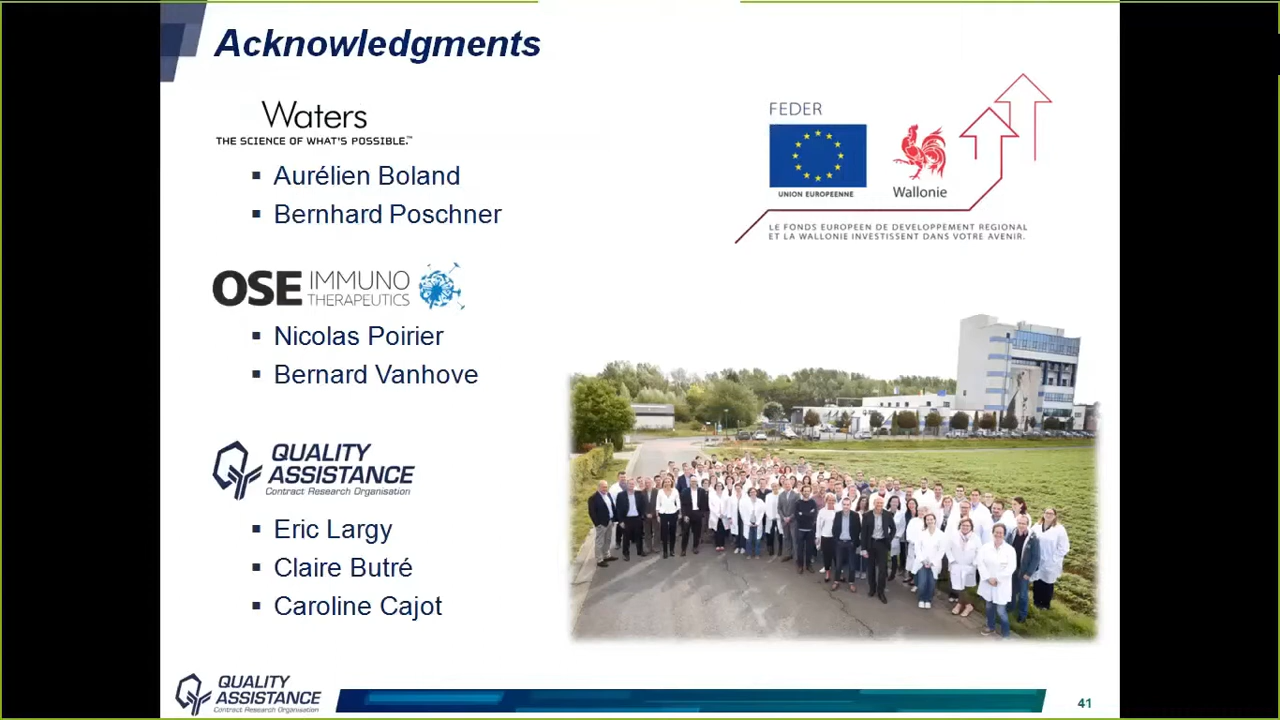 Acknowledgments
Waters
THE SCIENCE OF WHAT'S POSSIBLE.™
▪ Aurélien Boland
▪ Bernhard Poschner
FEDER
UNION EUROPEENNE
Wallonie
LE FONDS EUROPEEN DE DEVELOPPEMENT REGIONAL
ET LA WALLONIE INVESTISSENT DANS VOTRE AVENIR.
OSE IMMUNO
THERAPEUTICS
▪ Nicolas Poirier
▪ Bernard Vanhove
QUALITY
ASSISTANCE
Contract Research Organisation
▪ Eric Largy
▪ Claire Butré
▪ Caroline Cajot
QUALITY
ASSISTANCE
Contract Research Organisation
41